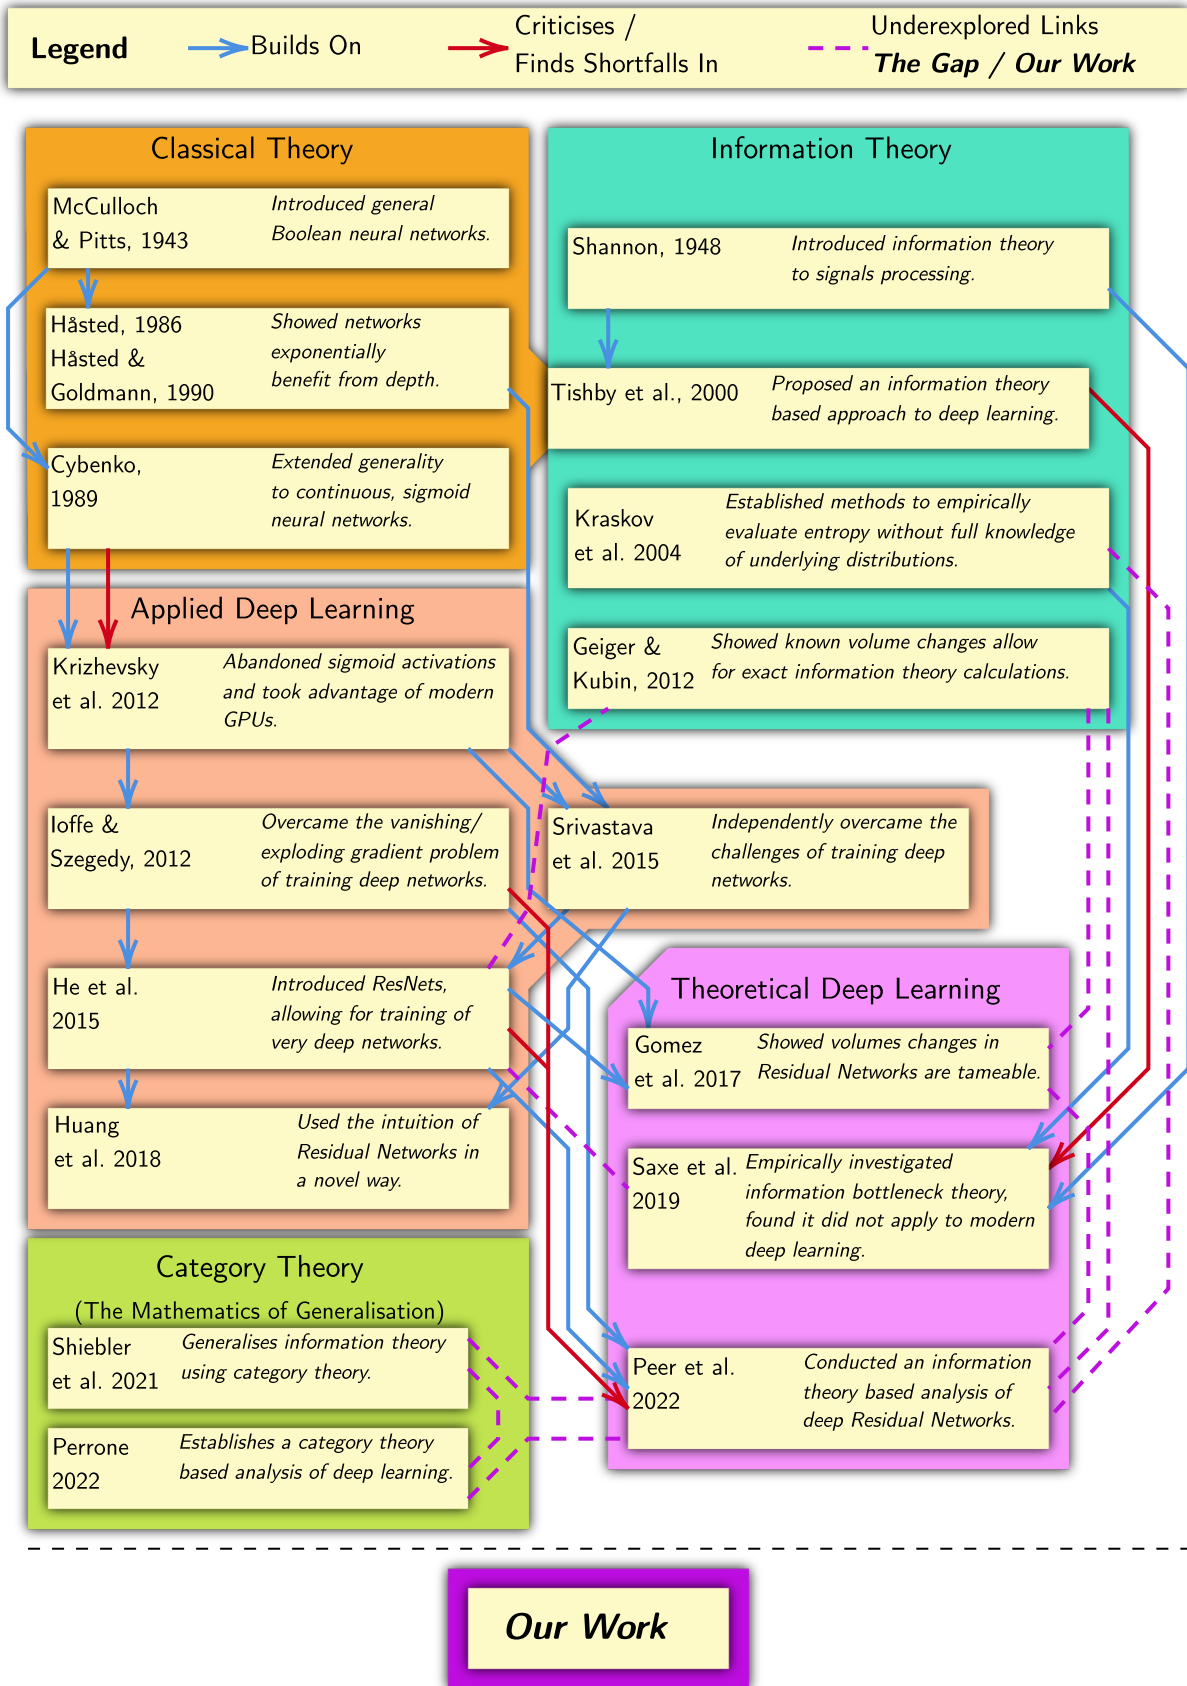 Legend
Builds On
Criticises /
Finds Shortfalls In
Underexplored Links
The Gap / Our Work
Classical Theory
McCulloch
& Pitts, 1943
Introduced general
Boolean neural networks.
Håsted, 1986
Håsted &
Goldmann, 1990
Showed networks
exponentially
benefit from depth.
Cybenko,
1989
Extended generality
to continuous, sigmoid
neural networks.
Information Theory
Shannon, 1948
Introduced information theory
to signals processing.
Tishby et al., 2000
Proposed an information theory
based approach to deep learning.
Kraskov
et al. 2004
Established methods to empirically
evaluate entropy without full knowledge
of underlying distributions.
Geiger &
Kubin, 2012
Showed known volume changes allow
for exact information theory calculations.
Applied Deep Learning
Krizhevsky
et al. 2012
Abandoned sigmoid activations
and took advantage of modern
GPUs.
Ioffe &
Szegedy, 2012
Overcame the vanishing/
exploding gradient problem
of training deep networks.
Srivastava
et al. 2015
Independently overcame the
challenges of training deep
networks.
He et al.
2015
Introduced ResNets,
allowing for training of
very deep networks.
Huang
et al. 2018
Used the intuition of
Residual Networks in
a novel way.
Theoretical Deep Learning
Gomez
et al. 2017
Showed volumes changes in
Residual Networks are tameable.
Saxe et al.
2019
Empirically investigated
information bottleneck theory,
found it did not apply to modern
deep learning.
Peer et al.
2022
Conducted an information
theory based analysis of
deep Residual Networks.
Category Theory
(The Mathematics of Generalisation)
Shiebler
et al. 2021
Generalises information theory
using category theory.
Perrone
2022
Establishes a category theory
based analysis of deep learning.
Our Work